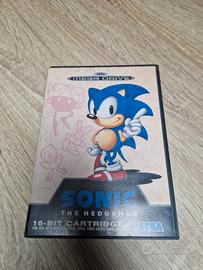 MEGA DRIVE
SONIC
THE HEDGEHOG
16-BIT CARTRIDGE
SEGA